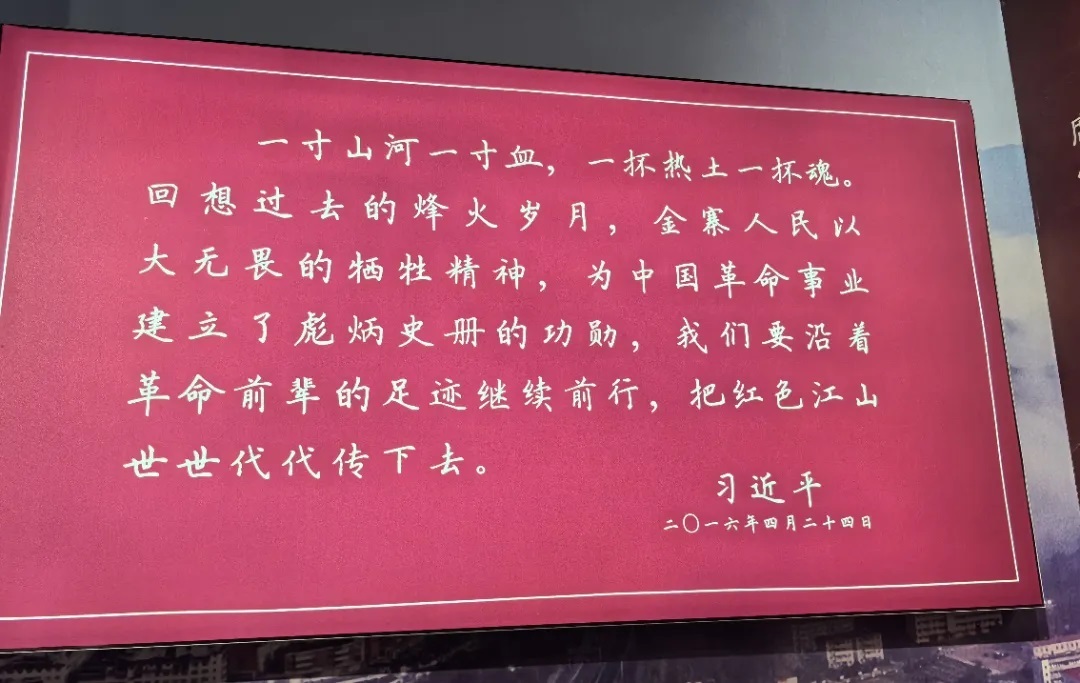 一寸山河一寸血，一抔热土一抔魂。
回想过去的烽火岁月，金寨人民以
大无畏的牺牲精神，为中国革命事业
建立了彪炳史册的功勋，我们要沿着
革命前辈的足迹继续前行，把红色江山
世世代代传下去。
习近平
二〇一六年四月二十四日